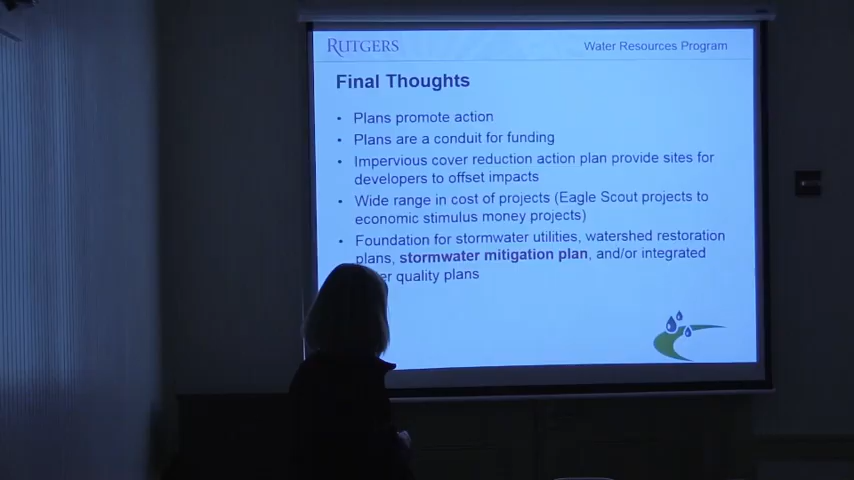 RUTGERS
Water Resources Program
Final Thoughts
• Plans promote action
• Plans are a conduit for funding
• Impervious cover reduction action plan provide sites for
developers to offset impacts
• Wide range in cost of projects (Eagle Scout projects to
economic stimulus money projects)
• Foundation for stormwater utilities, watershed restoration
plans, stormwater mitigation plan, and/or integrated
quality plans